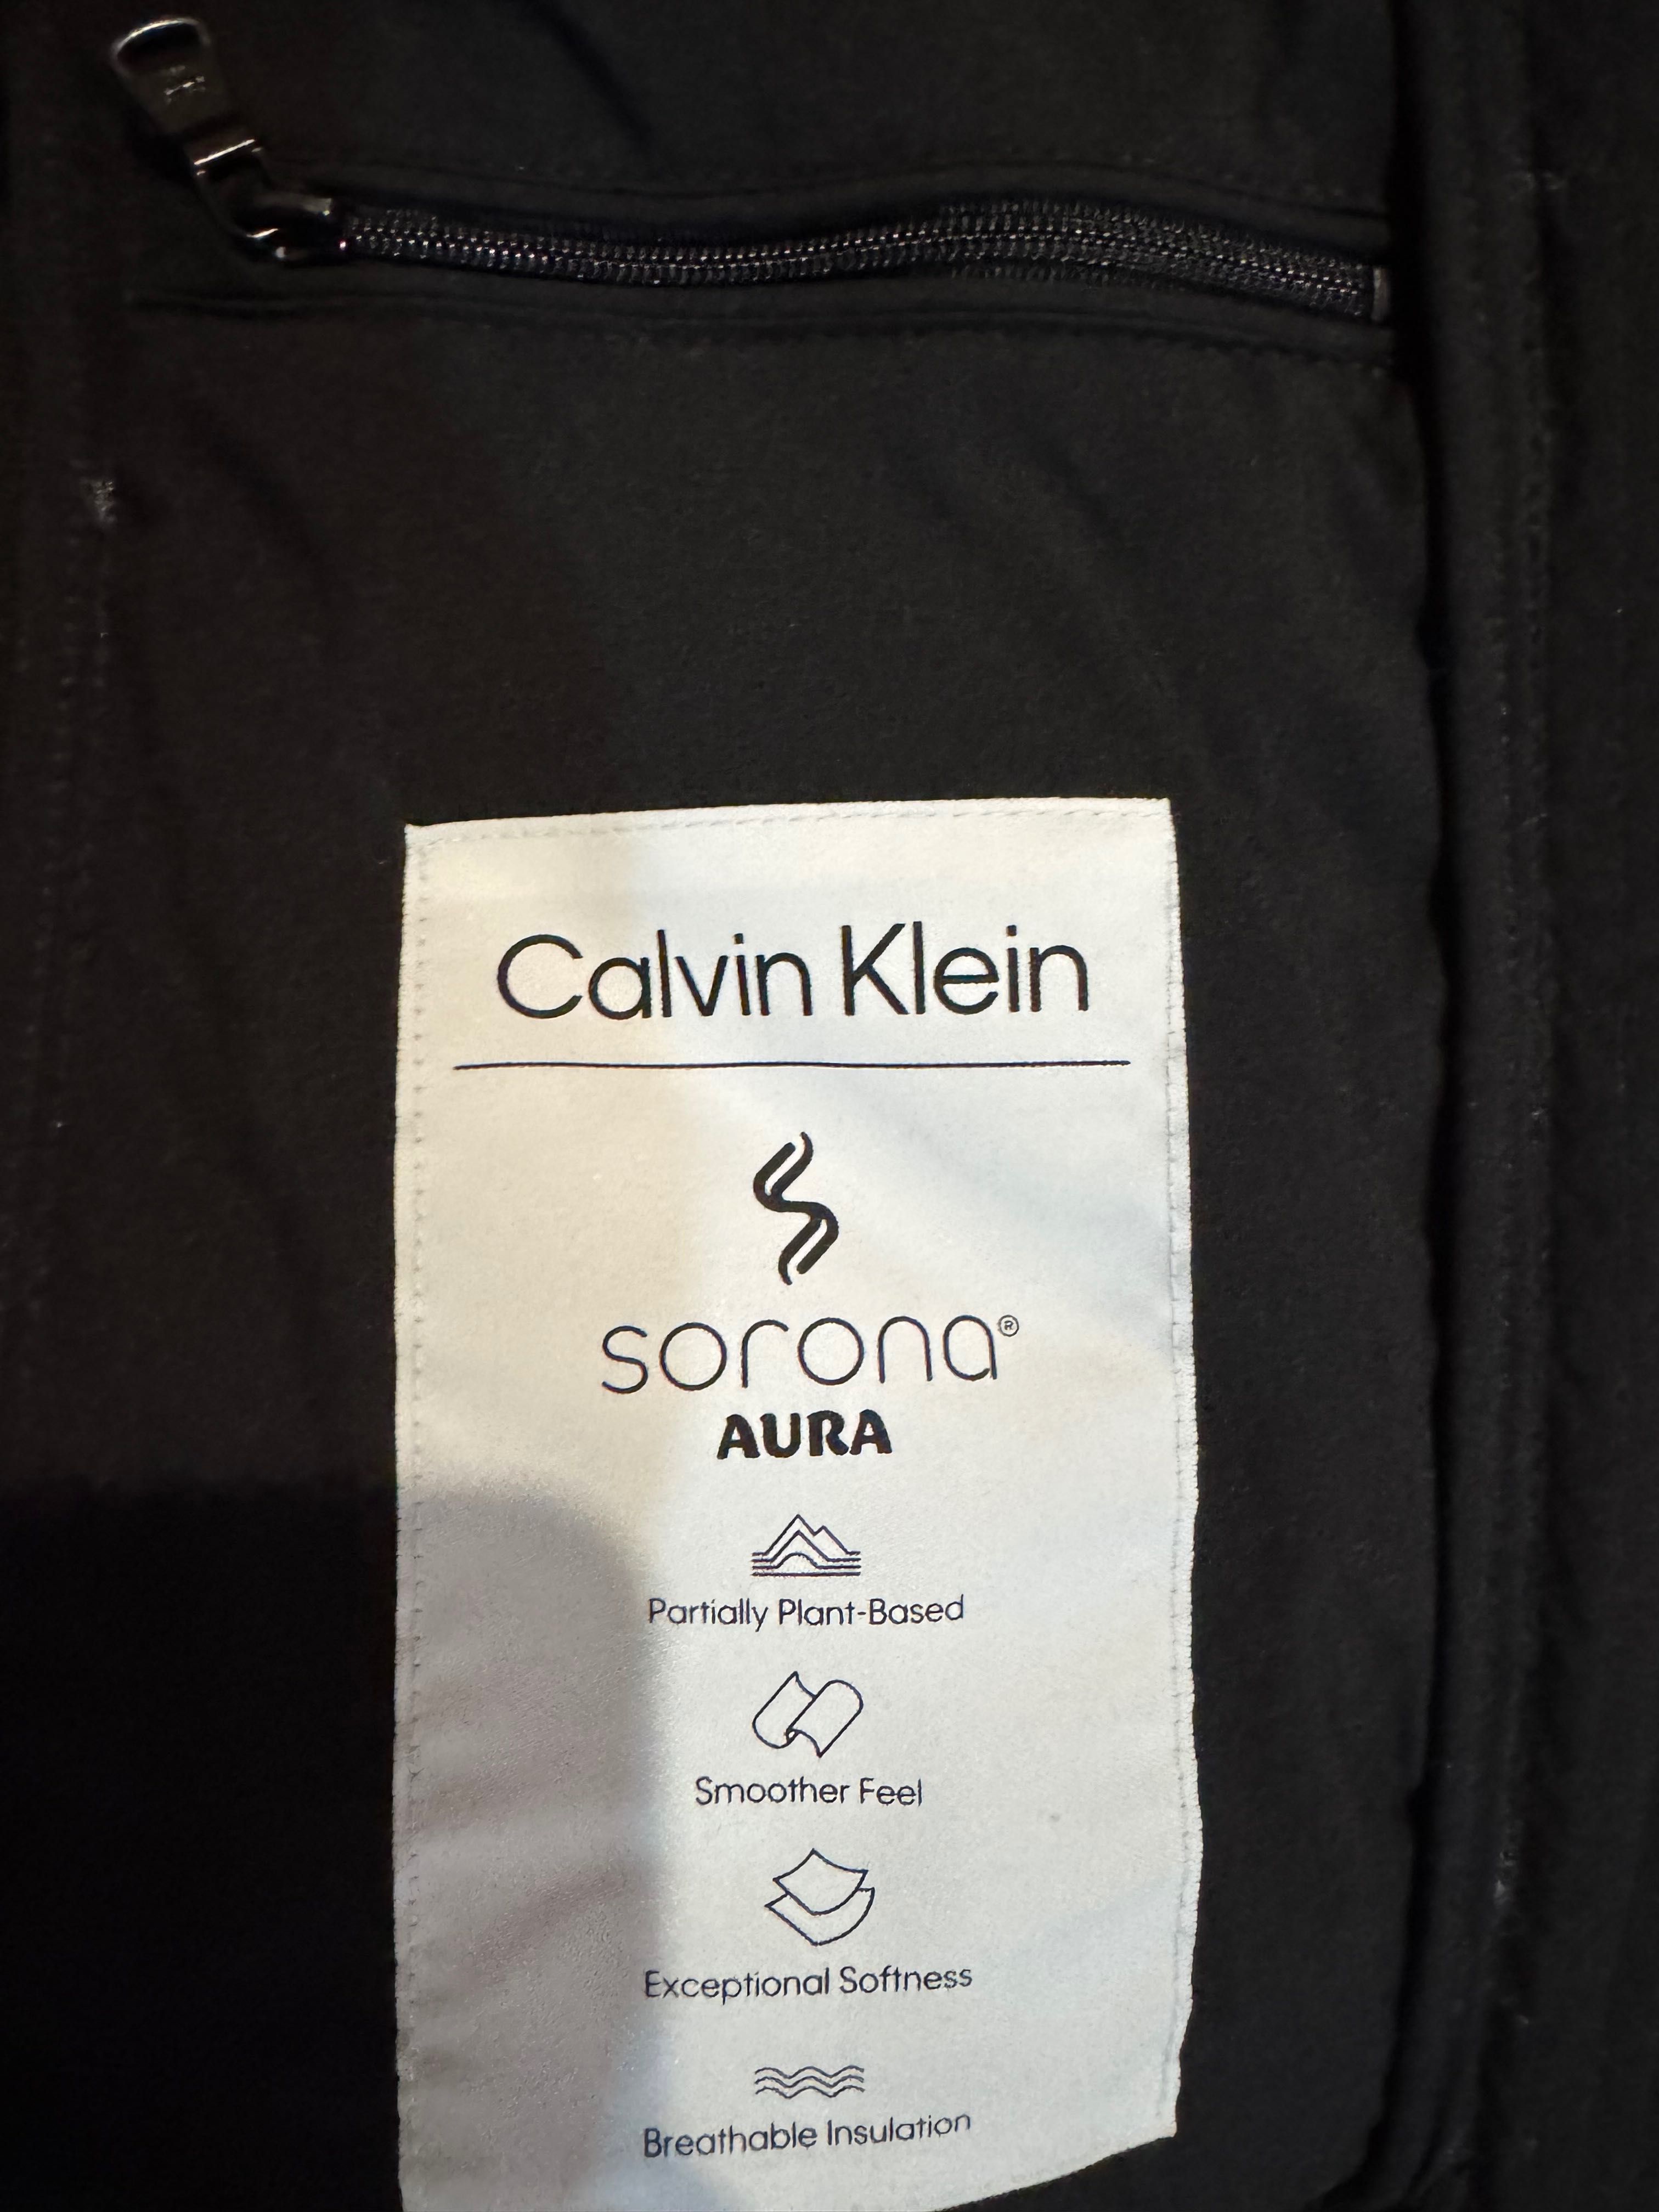 Calvin Klein
sorona®
AURA
Partially Plant-Based
Smoother Feel
Exceptional Softness
Breathable Insulation